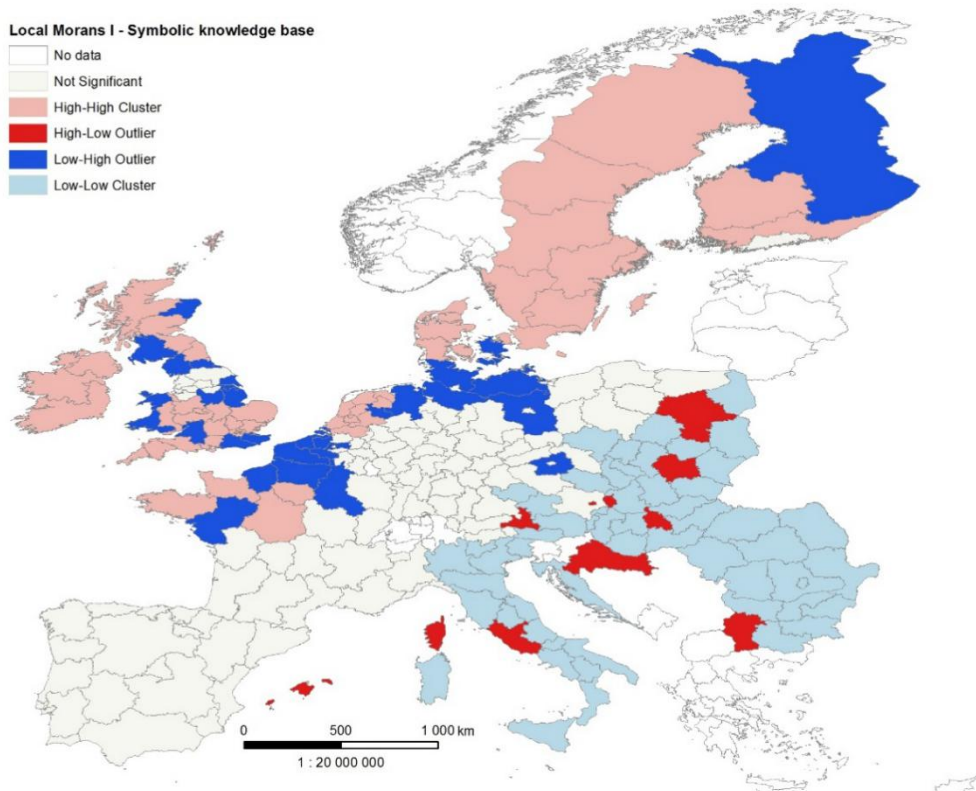 Local Morans I - Symbolic knowledge base
No data
Not Significant
High-High Cluster
High-Low Outlier
Low-High Outlier
Low-Low Cluster
0 500 1 000 km
1 : 20 000 000